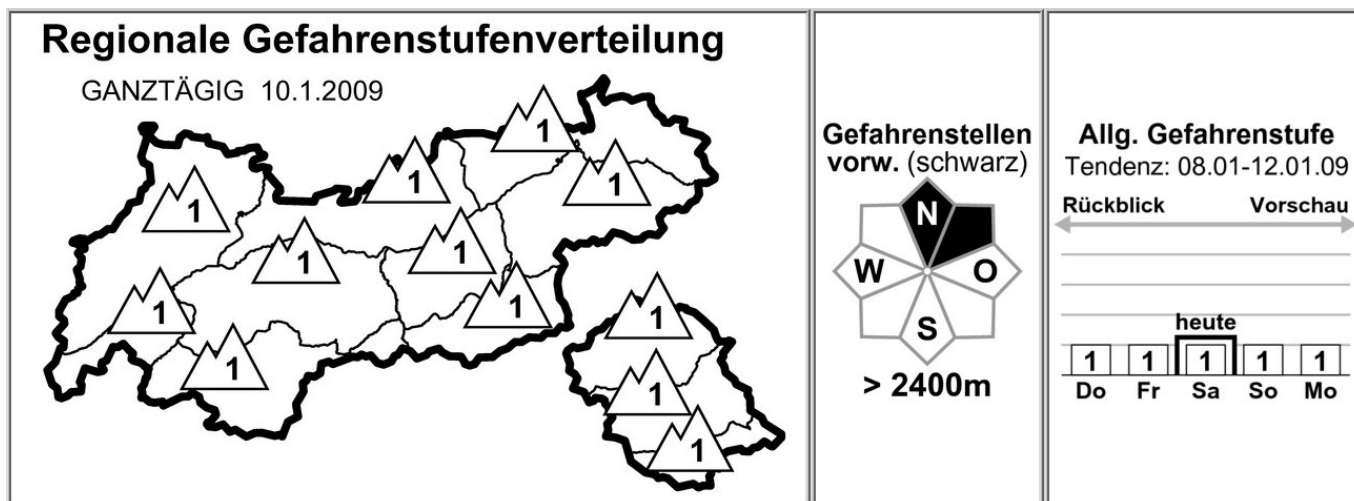 Regionale Gefahrenstufenverteilung
GANZTÄGIG 10.1.2009
1
1
1
1
1
1
1
1
1
1
1
1
1
Gefahrenstellen
vorw. (schwarz)
N
W O
S
> 2400m
Allg. Gefahrenstufe
Tendenz: 08.01-12.01.09
Rückblick Vorschau
heute
1 1 1 1 1
Do Fr Sa So Mo